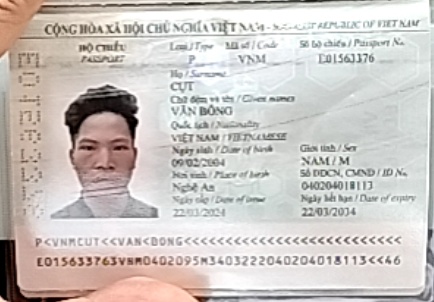 CỘNG HÒA XÃ HỘI CHỦ NGHĨA VIỆT NAM - SOCIALIST REPUBLIC OF VIET NAM
HỘ CHIẾU Loại / Type Mã số / Code Số hộ chiếu / Passport No
PASSPORT P VNM E01563376
Họ / Surname
CỤT
Chữ đệm và tên / Given names
VĂN BÔNG
Quốc tịch / Nationality
VIỆT NAM / VIETNAMESE
Ngày sinh / Date of birth Giới tính / Sex
09/02/2004 NAM / M
Nơi sinh / Place of birth Số ĐDCN, CMND / ID No
Nghệ An 040204018113
Ngày cấp / Date of issue Ngày hết hạn / Date of expiry
22/03/2024 22/03/2034
P<VNMCUT<<VAN<BONG<<<<<<<<<<<<<<<<<<<<<<<<<<
E015633763VNM0402095M3403222040204018113<<46